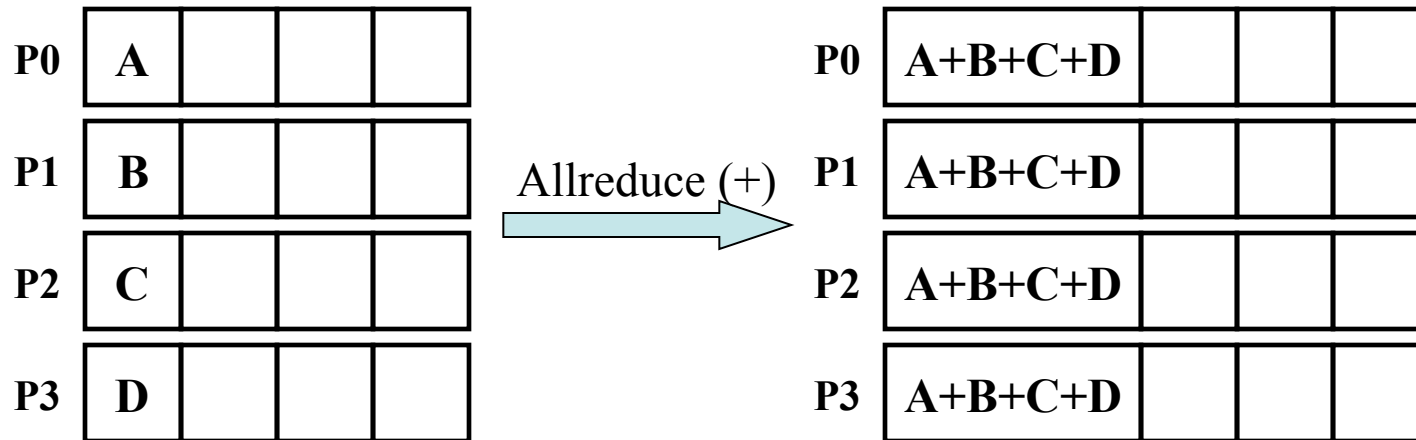 P0 A P0 A+B+C+D
P1 B Allreduce (+) P1 A+B+C+D
P2 C P2 A+B+C+D
P3 D P3 A+B+C+D